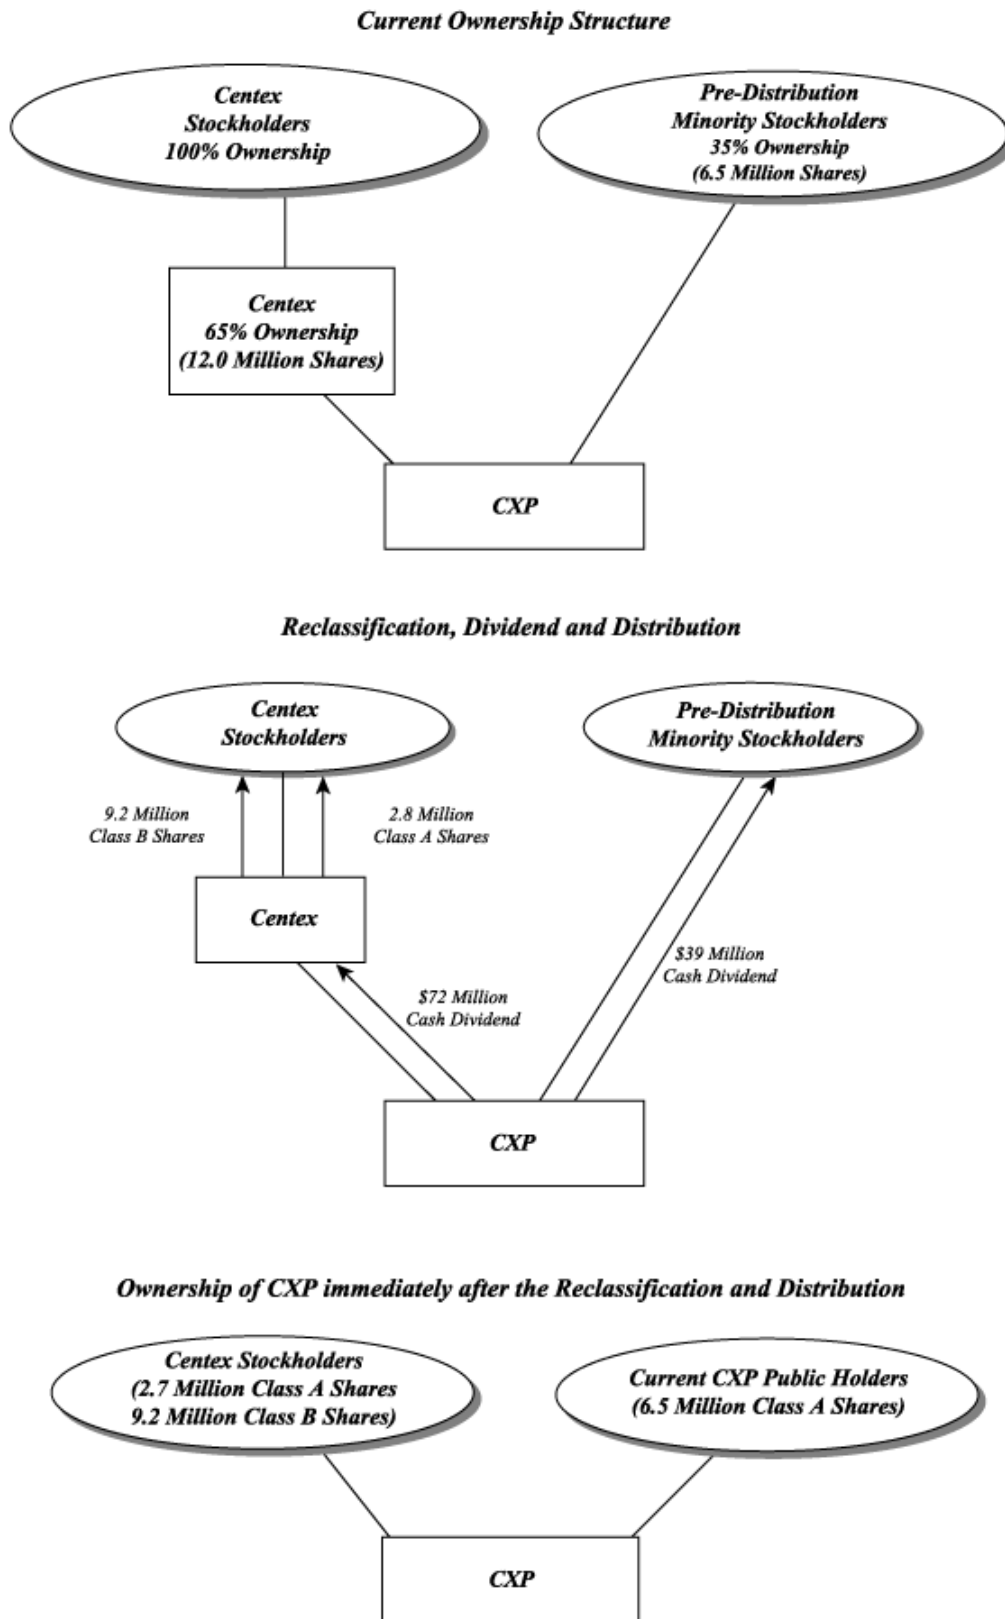 Current Ownership Structure
Centex
Stockholders
100% Ownership
Pre-Distribution
Minority Stockholders
35% Ownership
(6.5 Million Shares)
Centex
65% Ownership
(12.0 Million Shares)
CXP
Reclassification, Dividend and Distribution
Centex
Stockholders
Pre-Distribution
Minority Stockholders
9.2 Million
Class B Shares
2.8 Million
Class A Shares
Centex
$39 Million
Cash Dividend
$72 Million
Cash Dividend
CXP
Ownership of CXP immediately after the Reclassification and Distribution
Centex Stockholders
(2.7 Million Class A Shares
9.2 Million Class B Shares)
Current CXP Public Holders
(6.5 Million Class A Shares)
CXP